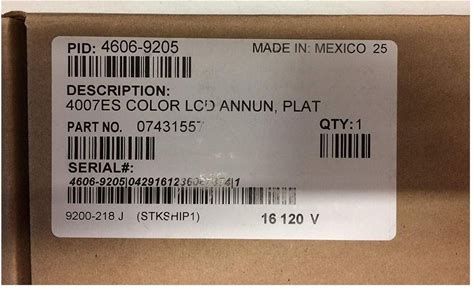 PID: 4606-9205
MADE IN: MEXICO 25
DESCRIPTION:
4007ES COLOR LCD ANNUN, PLAT
PART NO. 07431557
QTY: 1
SERIAL#:
9200-218 J (STKSHIP1)
16 120 V